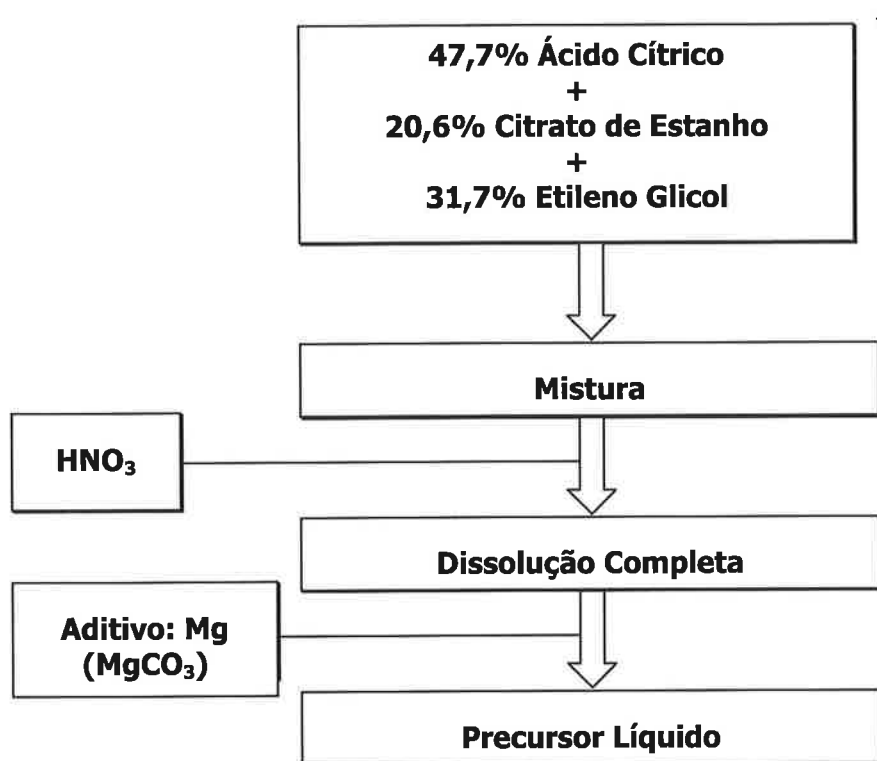 47,7% Ácido Cítrico
+
20,6% Citrato de Estanho
+
31,7% Etileno Glicol
Mistura
HNO₃
Dissolução Completa
Aditivo: Mg
(MgCO₃)
Precursor Líquido